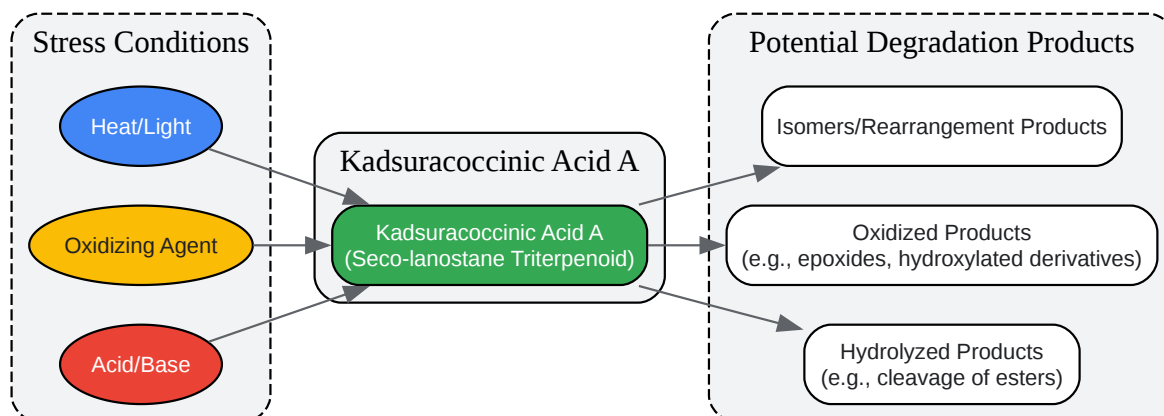 Stress Conditions
Heat/Light
Oxidizing Agent
Acid/Base
Kadsuracoccinic Acid A
Kadsuracoccinic Acid A
(Seco-lanostane Triterpenoid)
Potential Degradation Products
Isomers/Rearrangement Products
Oxidized Products
(e.g., epoxides, hydroxylated derivatives)
Hydrolyzed Products
(e.g., cleavage of esters)